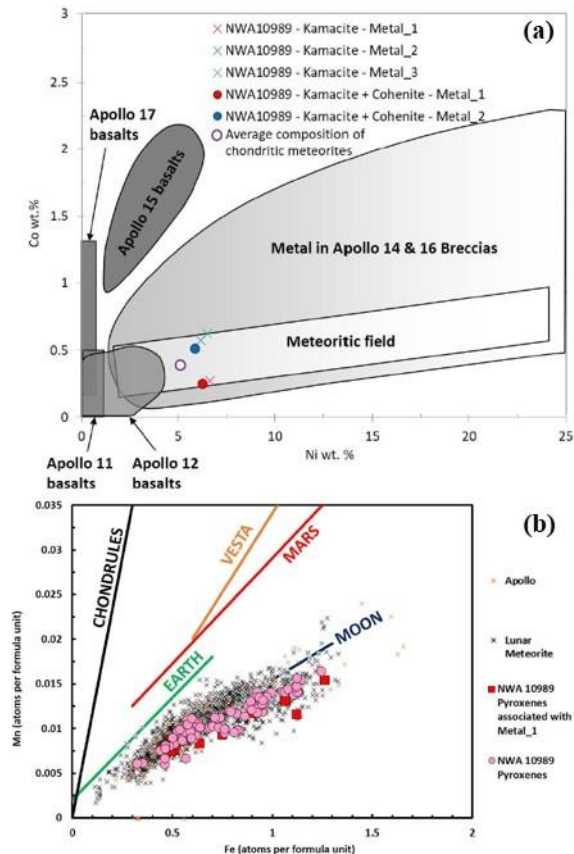 (a)
NWA10989 - Kamacite - Metal_1
NWA10989 - Kamacite - Metal_2
NWA10989 - Kamacite - Metal_3
NWA10989 - Kamacite + Cohenite - Metal_1
NWA10989 - Kamacite + Cohenite - Metal_2
Average composition of
chondritic meteorites
3
2.5
2
1.5
1
0.5
0
Co wt.%
Apollo 17
basalts
Apollo 15 basalts
Metal in Apollo 14 & 16 Breccias
Meteoritic field
0
5
10
15
20
25
Ni wt. %
Apollo 11
basalts
Apollo 12
basalts
(b)
0.035
0.03
0.025
0.02
0.015
0.01
0.005
0
Mn (atoms per formula unit)
CHONDRULES
VESTA
MARS
EARTH
MOON
0
0.5
1
1.5
2
Fe (atoms per formula unit)
Apollo
Lunar
Meteorite
NWA 10989
Pyroxenes
associated with
Metal_1
NWA 10989
Pyroxenes